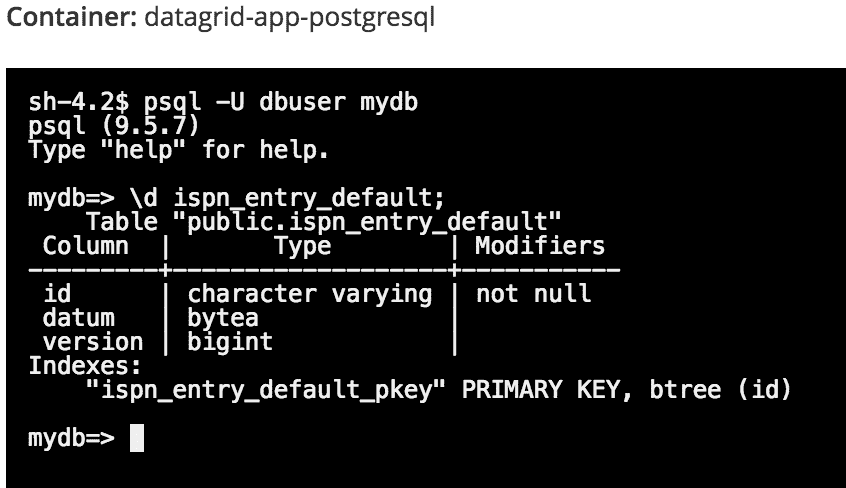 Container: datagrid-app-postgresql
sh-4.2$ psql -U dbuser mydb
psql (9.5.7)
Type "help" for help.
mydb=> \d ispn_entry_default;
    Table "public.ispn_entry_default"
 Column  |       Type        | Modifiers
---------+-------------------+-----------
 id      | character varying | not null
 datum   | bytea             |
 version | bigint            |
Indexes:
    "ispn_entry_default_pkey" PRIMARY KEY, btree (id)
mydb=>